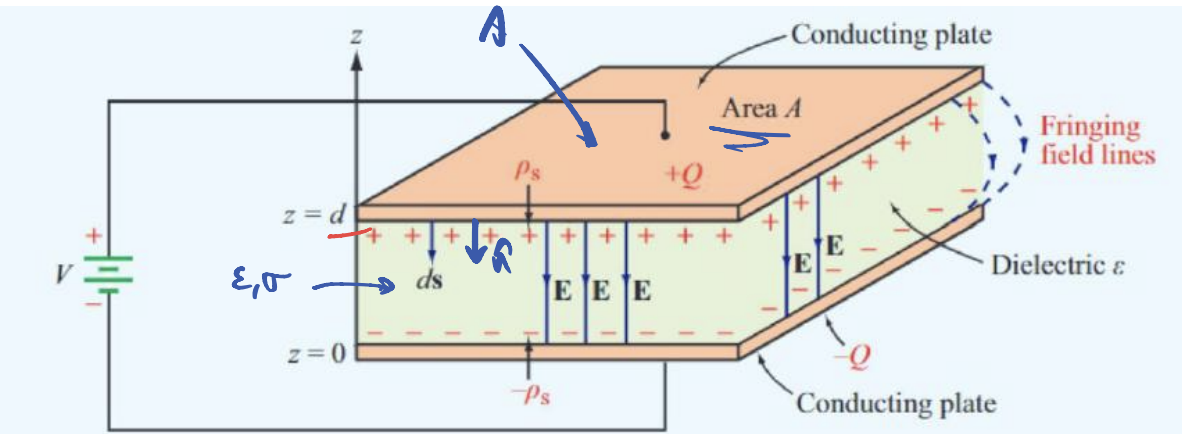 z
A
Conducting plate
Area A
+
Fringing
field lines
ρs
+Q
z = d
+ + + + + + + + + +
+ + + + + +
+
V
−
ε,σ
ds
n̂
E E E
E E
Dielectric ε
− − − − − − − − − −
− − − − − −
z = 0
−ρs
−Q
Conducting plate